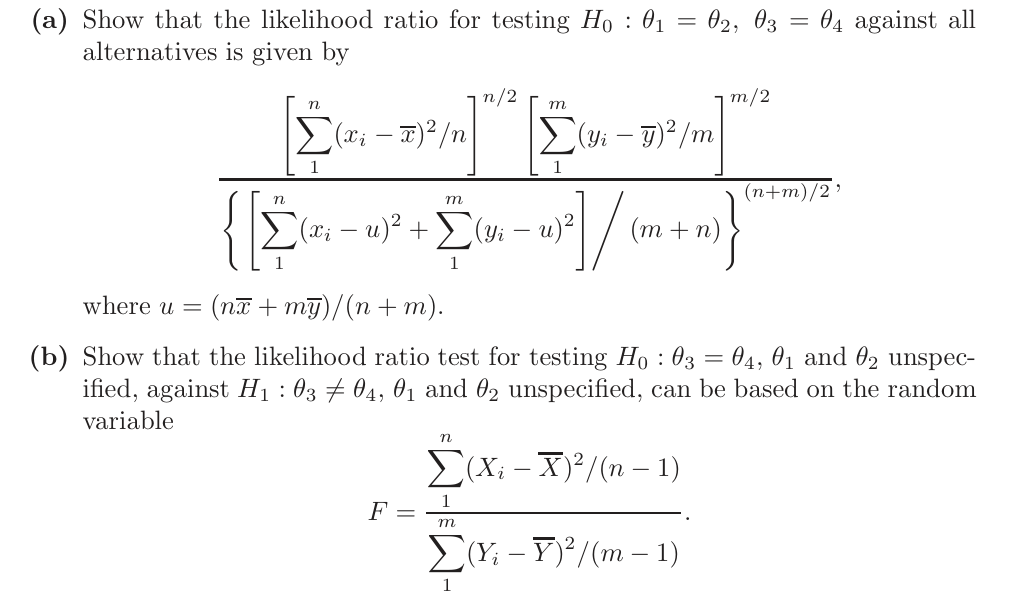 (a) Show that the likelihood ratio for testing H₀ : θ₁ = θ₂, θ₃ = θ₄ against all
alternatives is given by
[∑₁ⁿ(xᵢ − x̅)²/n]^{n/2} [∑₁ᵐ(yᵢ − y̅)²/m]^{m/2}
{[∑₁ⁿ(xᵢ − u)² + ∑₁ᵐ(yᵢ − u)²] / (m + n)}^{(n+m)/2},
where u = (nx̅ + my̅)/(n + m).
(b) Show that the likelihood ratio test for testing H₀ : θ₃ = θ₄, θ₁ and θ₂ unspec-
ified, against H₁ : θ₃ ≠ θ₄, θ₁ and θ₂ unspecified, can be based on the random
variable
∑₁ⁿ(Xᵢ − X̅)²/(n − 1)
F = 
∑₁ᵐ(Yᵢ − Y̅)²/(m − 1).